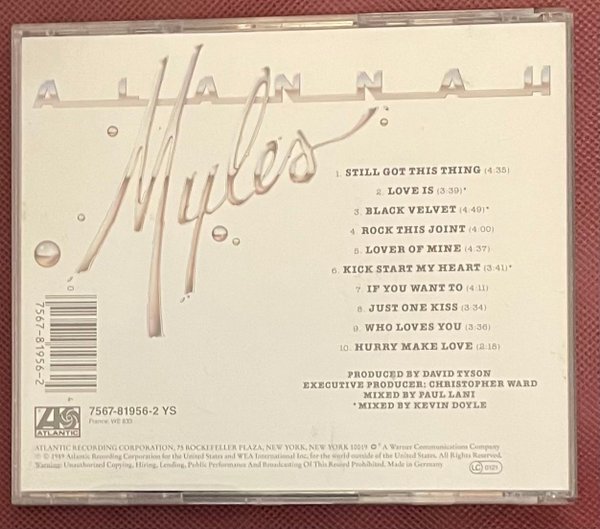 ALANNAH
Myles
1. STILL GOT THIS THING (4:35)
2. LOVE IS (3:39)*
3. BLACK VELVET (4:49)*
4. ROCK THIS JOINT (4:00)
5. LOVER OF MINE (4:37)
6. KICK START MY HEART (3:41)*
7. IF YOU WANT TO (4:11)
8. JUST ONE KISS (3:34)
9. WHO LOVES YOU (3:36)
10. HURRY MAKE LOVE (2:18)
PRODUCED BY DAVID TYSON
EXECUTIVE PRODUCER: CHRISTOPHER WARD
MIXED BY PAUL LANI
*MIXED BY KEVIN DOYLE
7567-81956-2
ATLANTIC
7567-81956-2 YS
France: WE 833
ATLANTIC RECORDING CORPORATION, 75 ROCKEFELLER PLAZA, NEW YORK, NEW YORK 10019 A Warner Communications Company
℗ © 1989 Atlantic Recording Corporation for the United States and WEA International Inc. for the world outside of the United States. All Rights Reserved.
Warning: Unauthorized Copying, Hiring, Lending, Public Performance And Broadcasting Of This Record Prohibited. Made in Germany
LC 0121